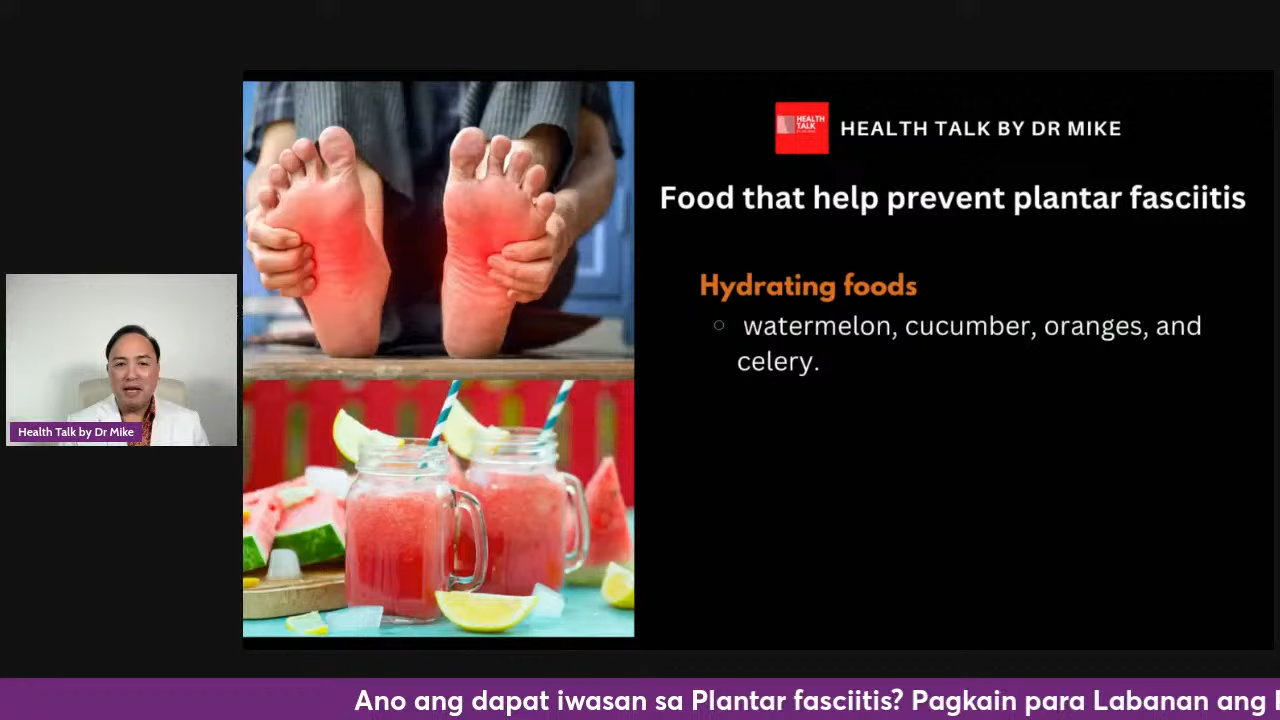 HEALTH
TALK
HEALTH TALK BY DR MIKE
Food that help prevent plantar fasciitis
Hydrating foods
watermelon, cucumber, oranges, and
celery.
Health Talk by Dr Mike
Ano ang dapat iwasan sa Plantar fasciitis? Pagkain para Labanan ang